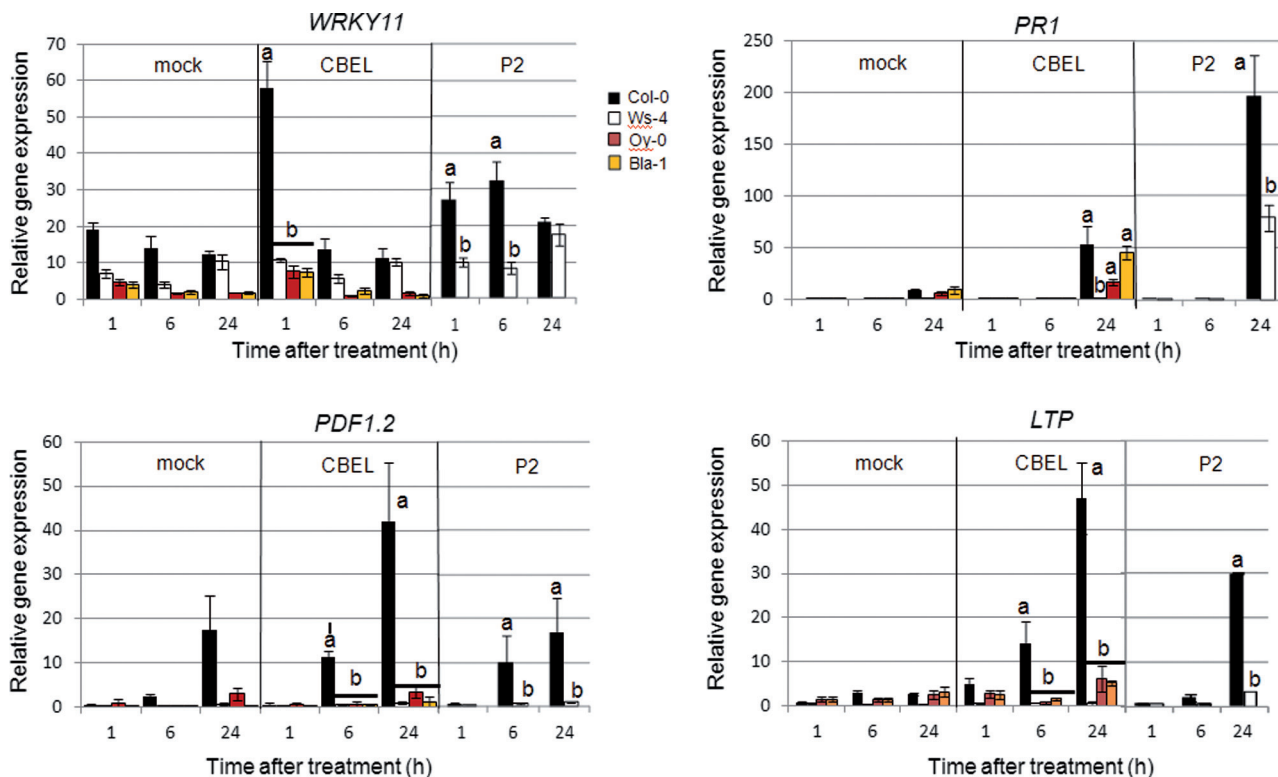 WRKY11
Relative gene expression
70
60
50
40
30
20
10
0
mock CBEL P2
a
b
a a
b b
1 6 24 1 6 24 1 6 24
Time after treatment (h)
Col-0
Ws-4
Oy-0
Bla-1
PR1
Relative gene expression
250
200
150
100
50
0
mock CBEL P2
a
b
a a
a
b
1 6 24 1 6 24 1 6 24
Time after treatment (h)
PDF1.2
Relative gene expression
60
50
40
30
20
10
0
mock CBEL P2
a
a
b b
a a
b b
1 6 24 1 6 24 1 6 24
Time after treatment (h)
LTP
Relative gene expression
60
50
40
30
20
10
0
mock CBEL P2
a
a a
b
b b
1 6 24 1 6 24 1 6 24
Time after treatment (h)